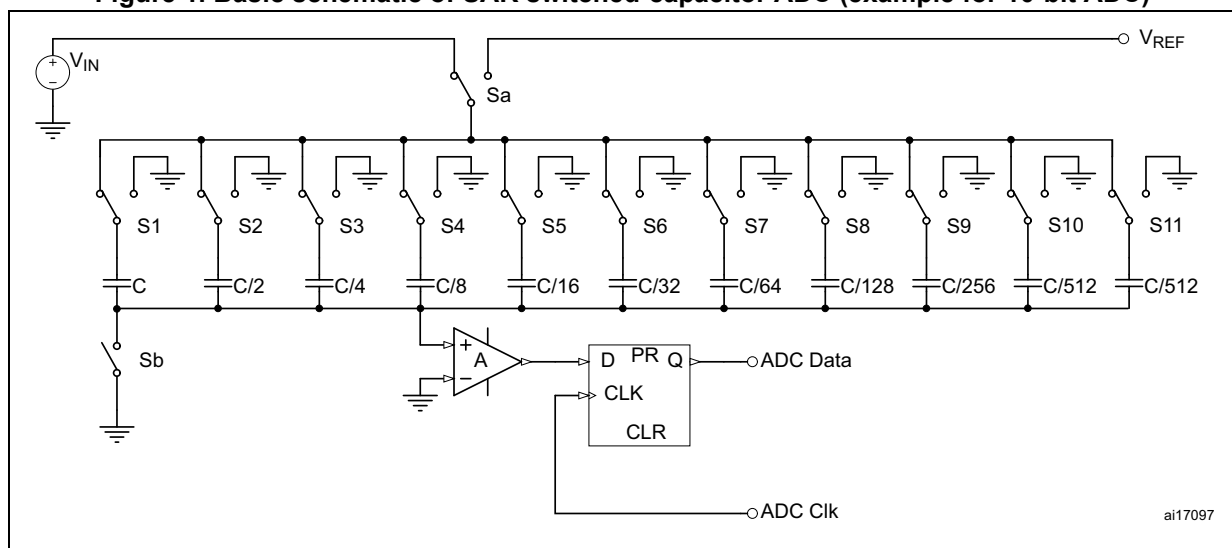 Figure 1. Basic schematic of SAR switched-capacitor ADC (example for 10-bit ADC)
+
−
VIN
VREF
Sa
S1 S2 S3 S4 S5 S6 S7 S8 S9 S10 S11
C C/2 C/4 C/8 C/16 C/32 C/64 C/128 C/256 C/512 C/512
Sb
+
A
−
D PR Q
ADC Data
CLK
CLR
ADC Clk
ai17097